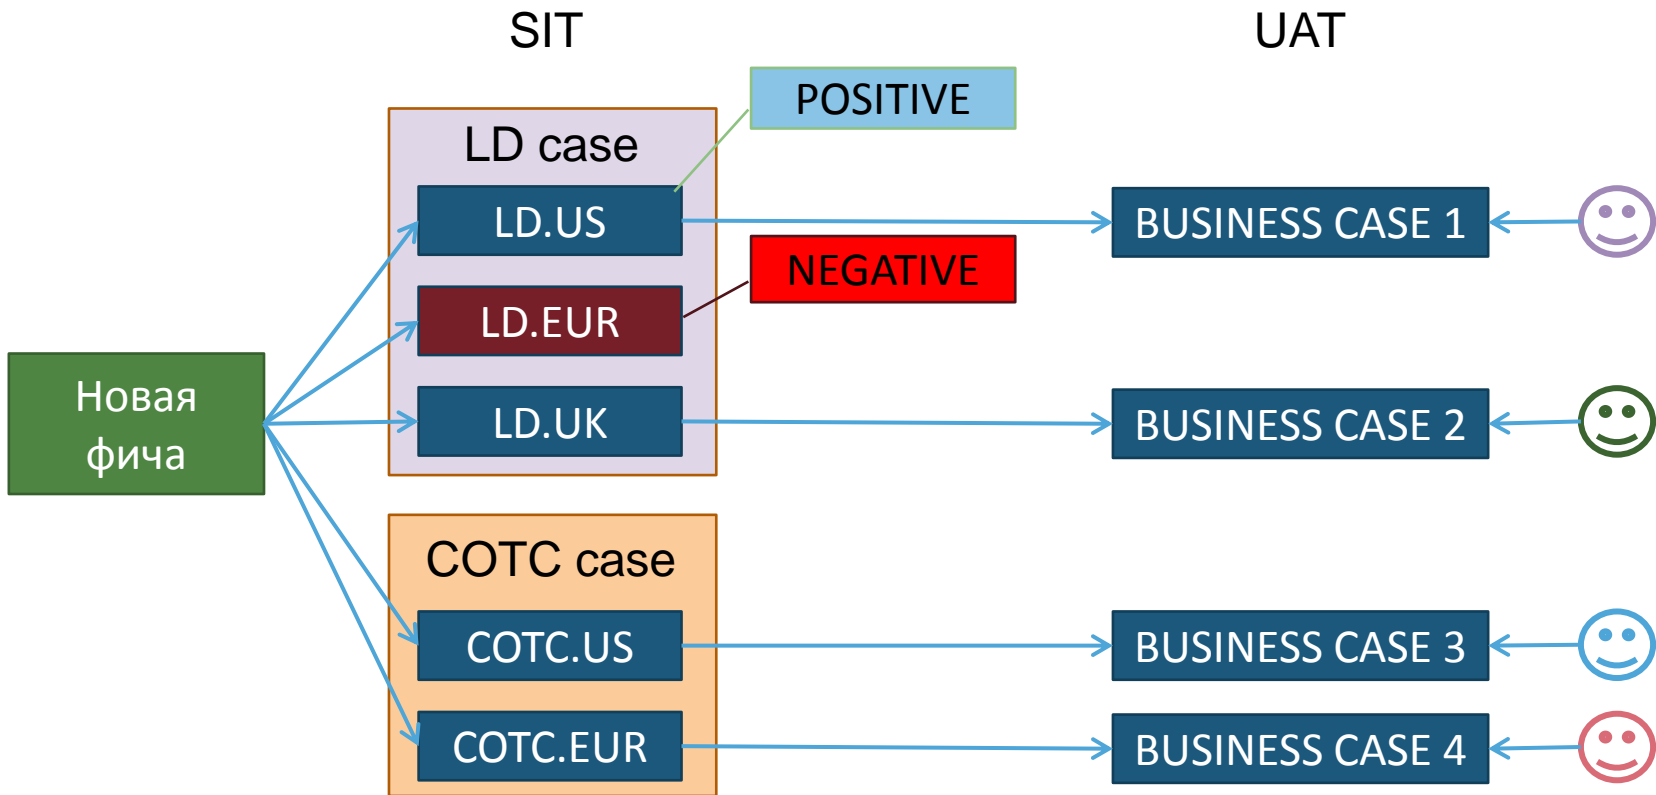 SIT
UAT
POSITIVE
LD case
LD.US
BUSINESS CASE 1
NEGATIVE
LD.EUR
Новая
фича
LD.UK
BUSINESS CASE 2
COTC case
COTC.US
BUSINESS CASE 3
COTC.EUR
BUSINESS CASE 4